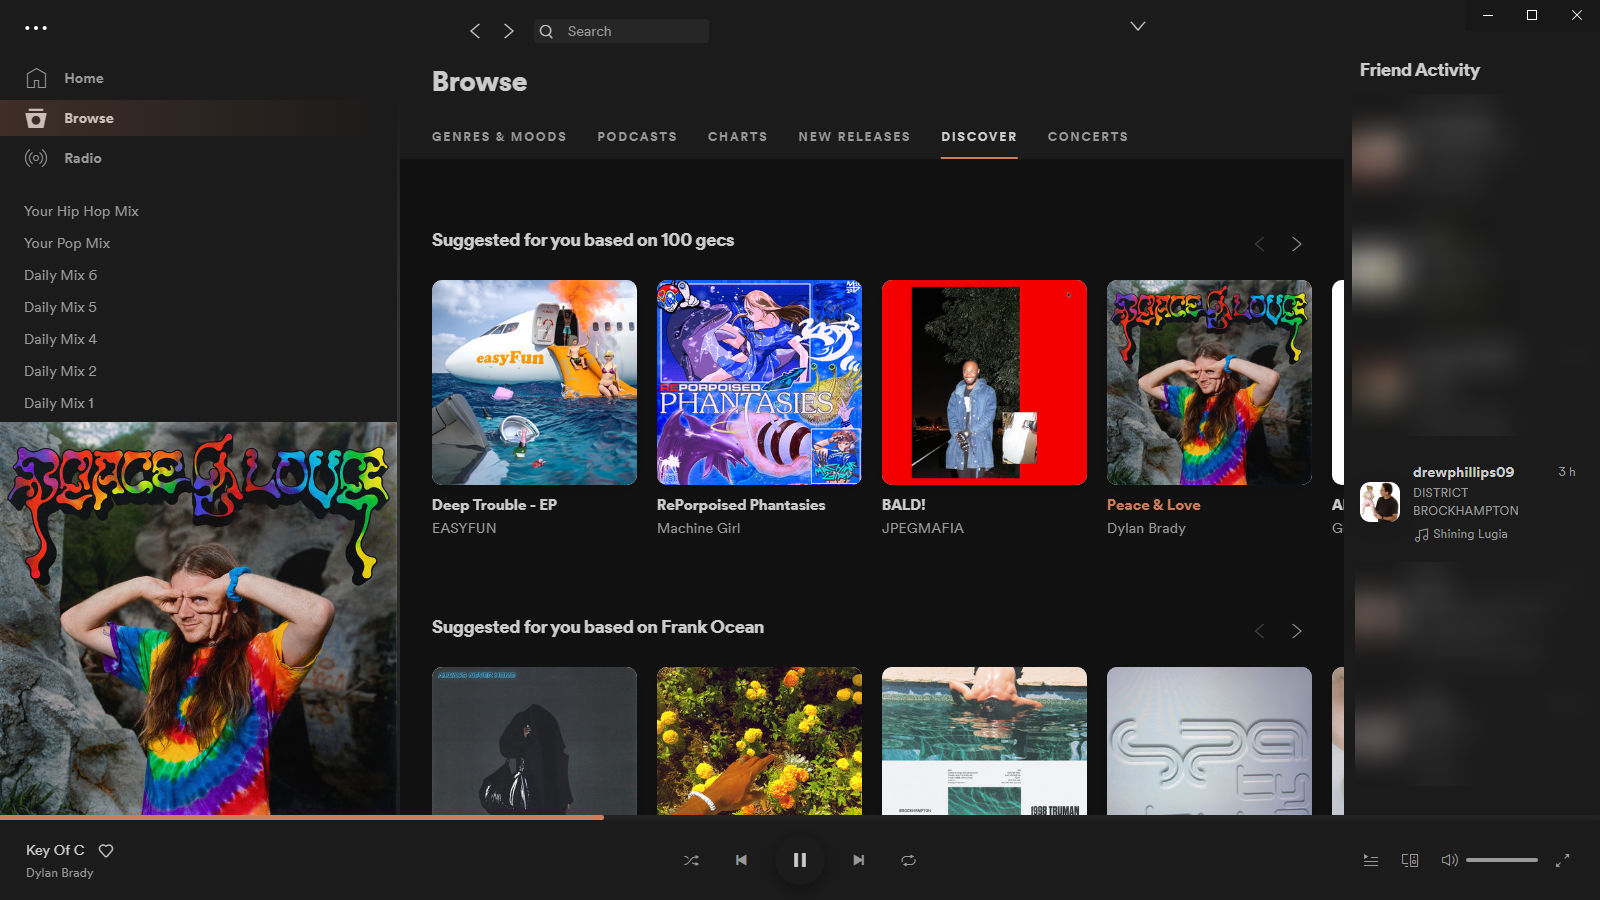 Search
Home
Browse
Radio
Your Hip Hop Mix
Your Pop Mix
Daily Mix 6
Daily Mix 5
Daily Mix 4
Daily Mix 2
Daily Mix 1
PEACE & LOVE
Key Of C
Dylan Brady
Browse
GENRES & MOODS
PODCASTS
CHARTS
NEW RELEASES
DISCOVER
CONCERTS
Suggested for you based on 100 gecs
easyFun
REPORPOISED
PHANTASIES
PEACE & LOVE
Deep Trouble - EP
EASYFUN
RePorpoised Phantasies
Machine Girl
BALD!
JPEGMAFIA
Peace & Love
Dylan Brady
Suggested for you based on Frank Ocean
BROCKHAMPTON
1998 TRUMAN
Friend Activity
drewphillips09
3 h
DISTRICT
BROCKHAMPTON
Shining Lugia